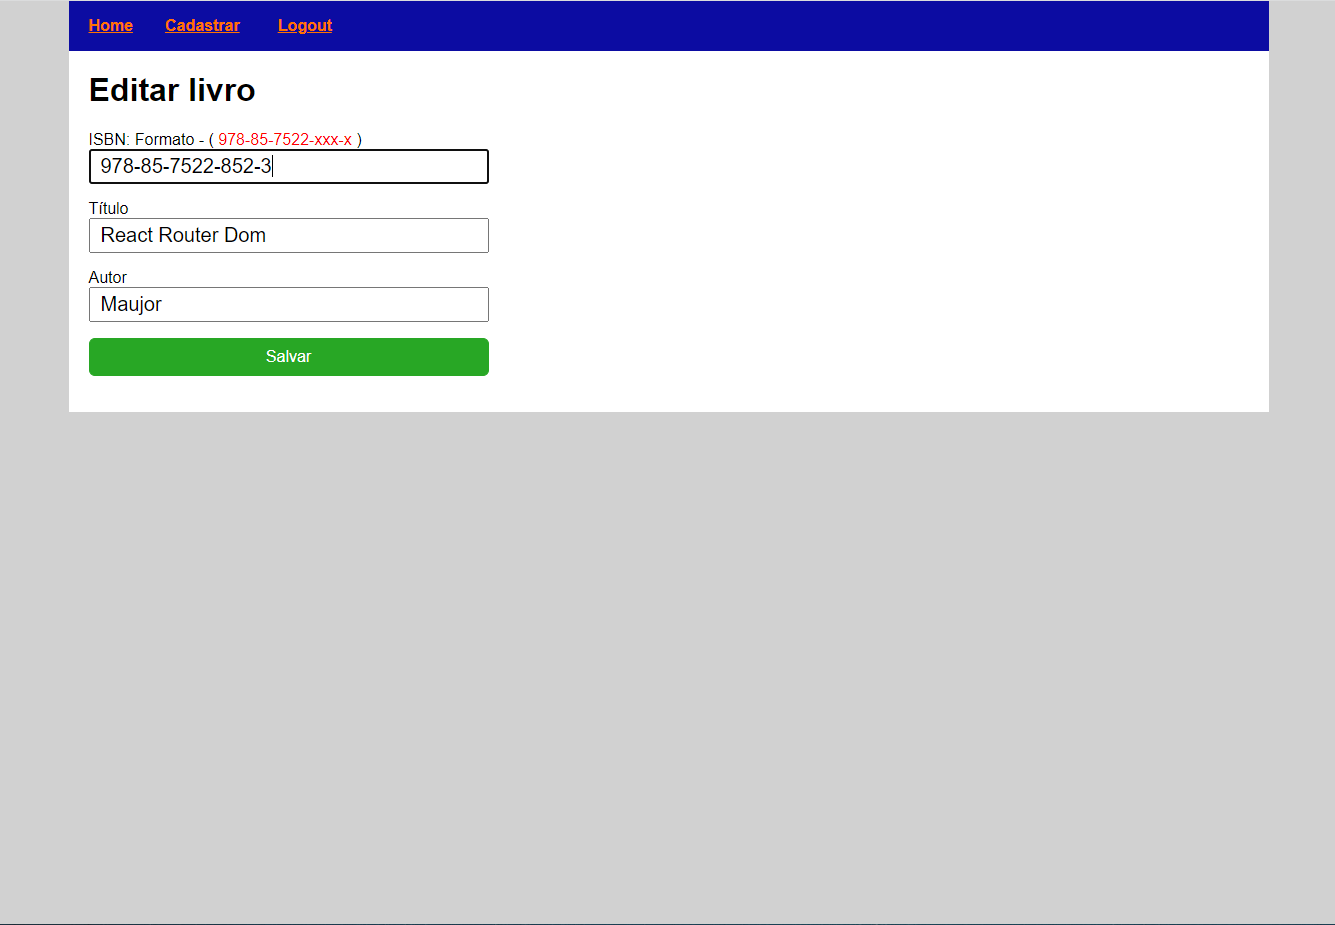 Home Cadastrar Logout
Editar livro
ISBN: Formato - ( 978-85-7522-xxx-x )
978-85-7522-852-3
Título
React Router Dom
Autor
Maujor
Salvar